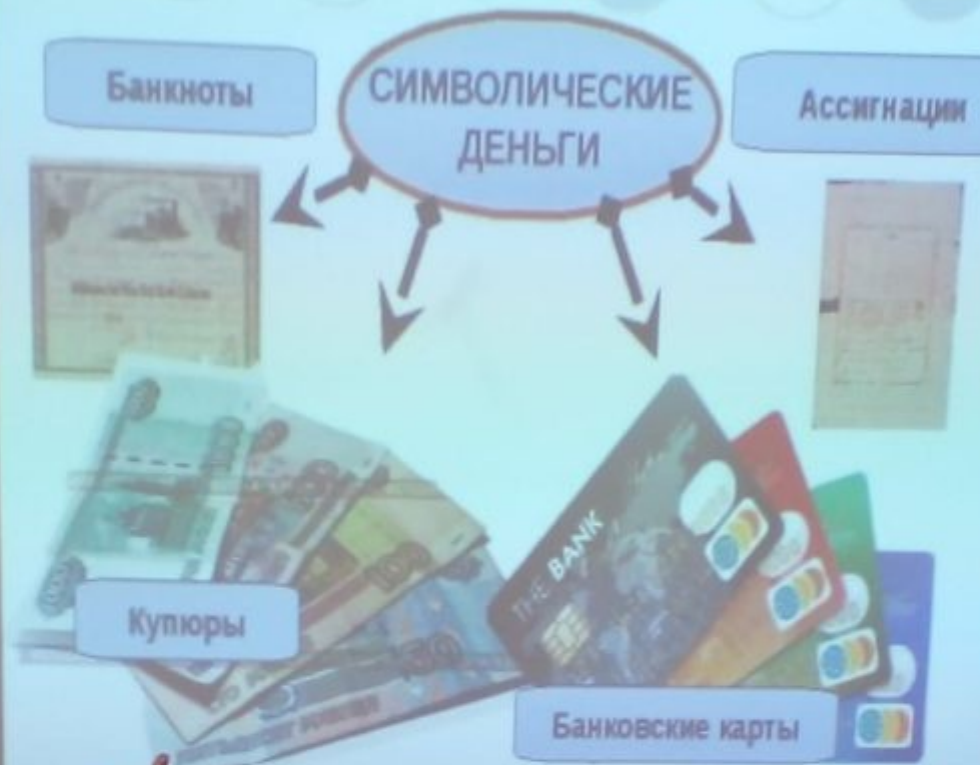 Банкноты
СИМВОЛИЧЕСКИЕ
ДЕНЬГИ
Ассигнации
THE BANK
Купюры
Банковские карты